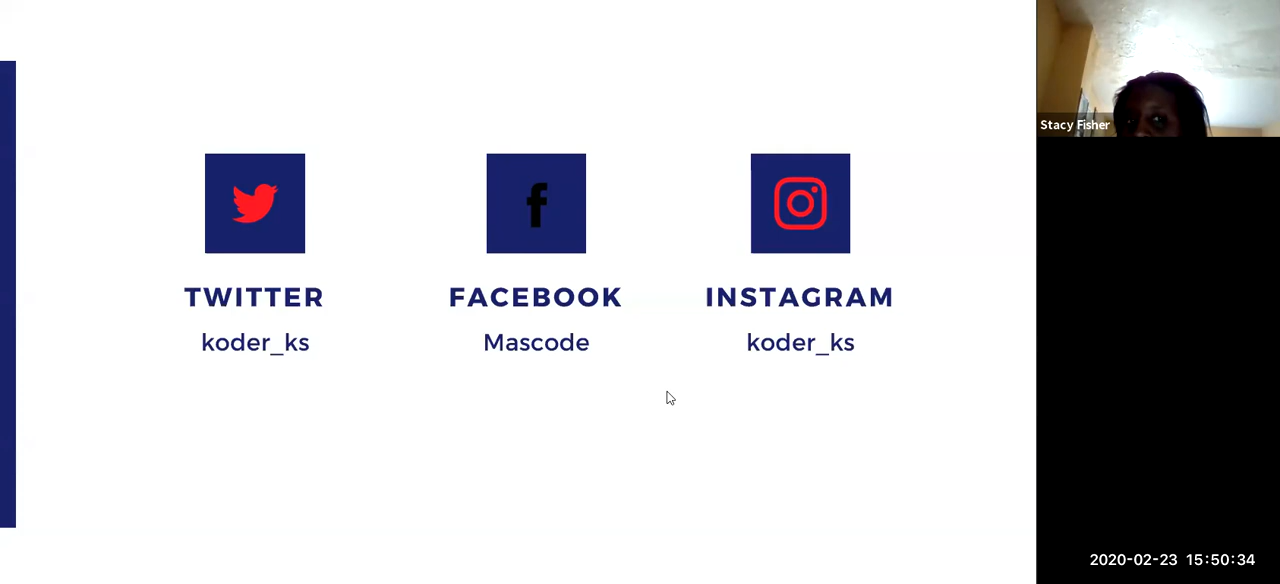 TWITTER
koder_ks
FACEBOOK
Mascode
INSTAGRAM
koder_ks
Stacy Fisher
2020-02-23 15:50:34